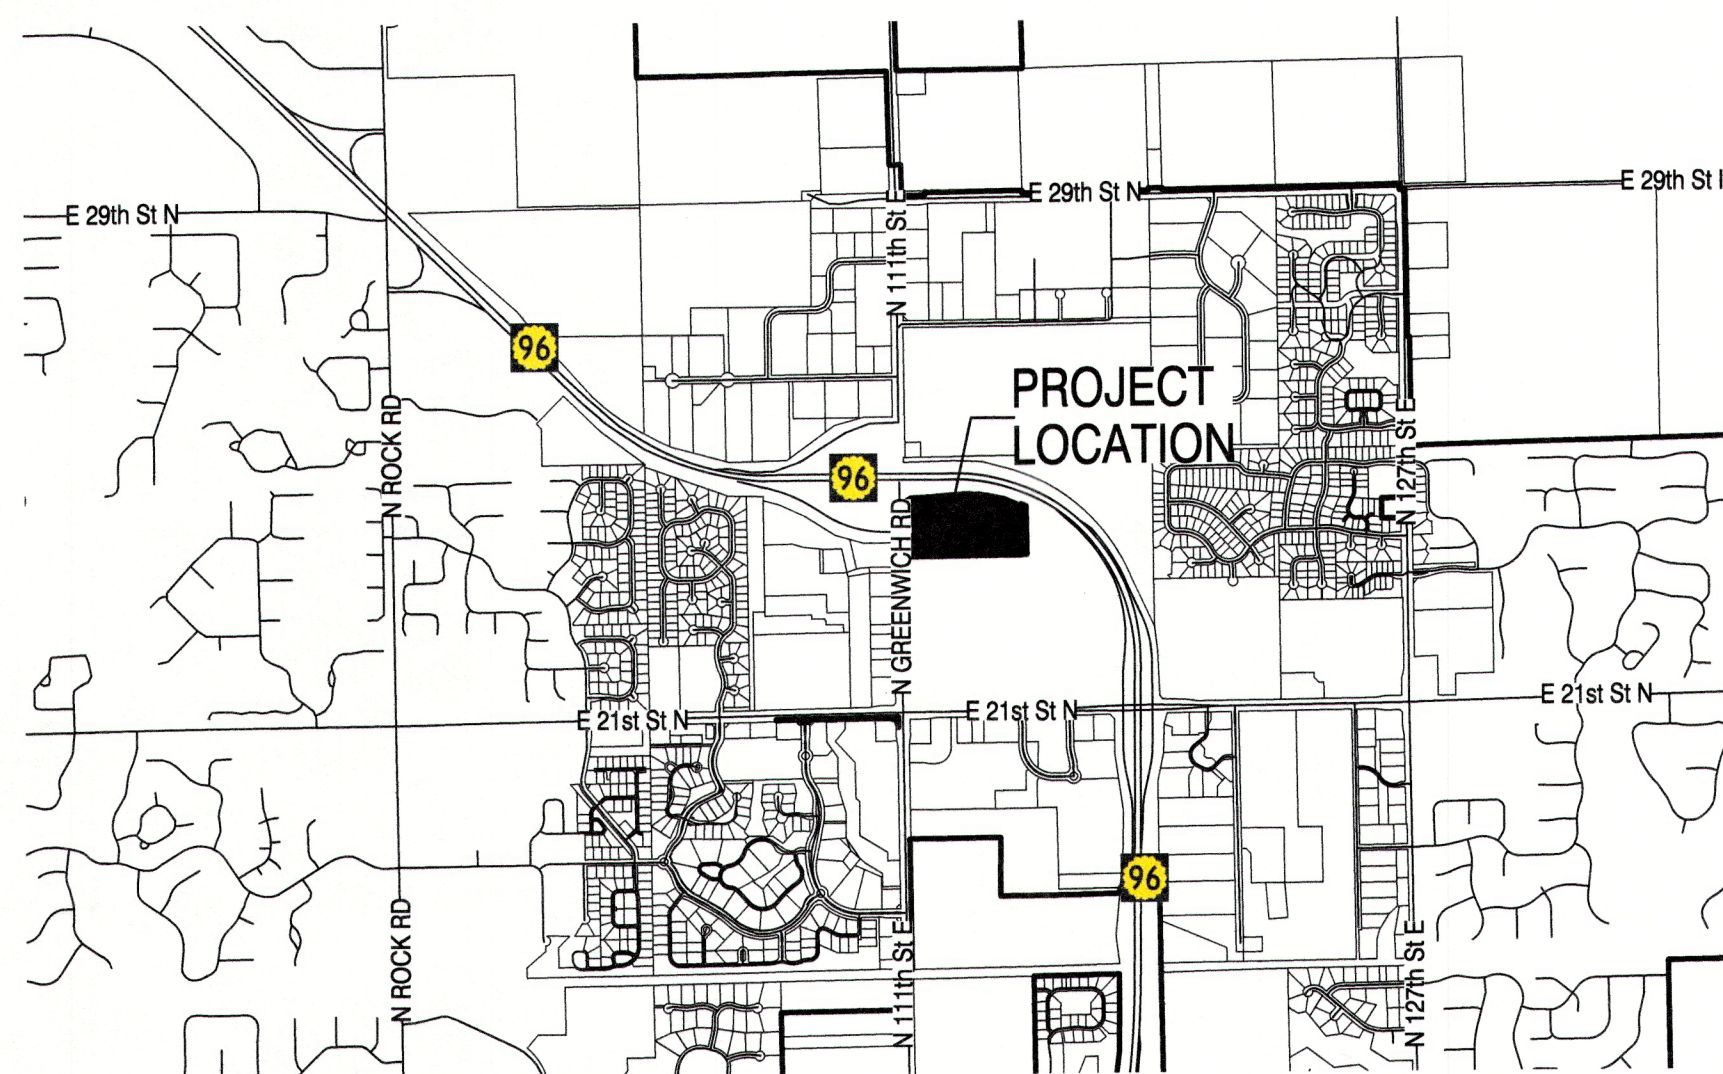 E 29th St N
E 29th St N
E 29th St
N 111th St E
96
PROJECT
LOCATION
N ROCK RD
N 127th St E
96
N GREENWICH RD
E 21st St N
E 21st St N
E 21st St N
96
N ROCK RD
N 111th St E
N 127th St E